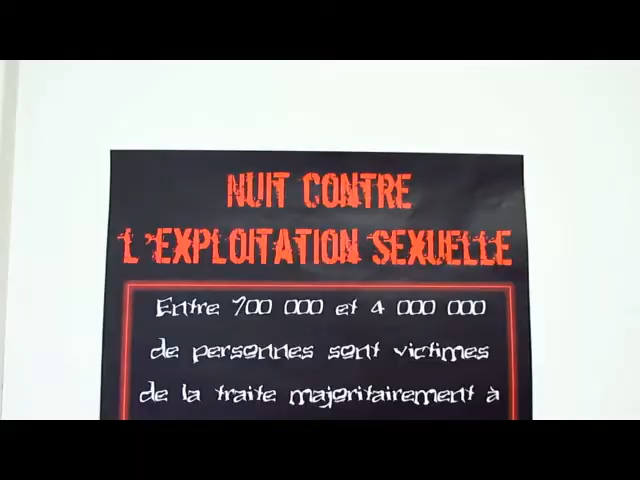 NUIT CONTRE
L'EXPLOITATION SEXUELLE
Entre 700 000 et 4 000 000
de personnes sont victimes
de la traite majoritairement à